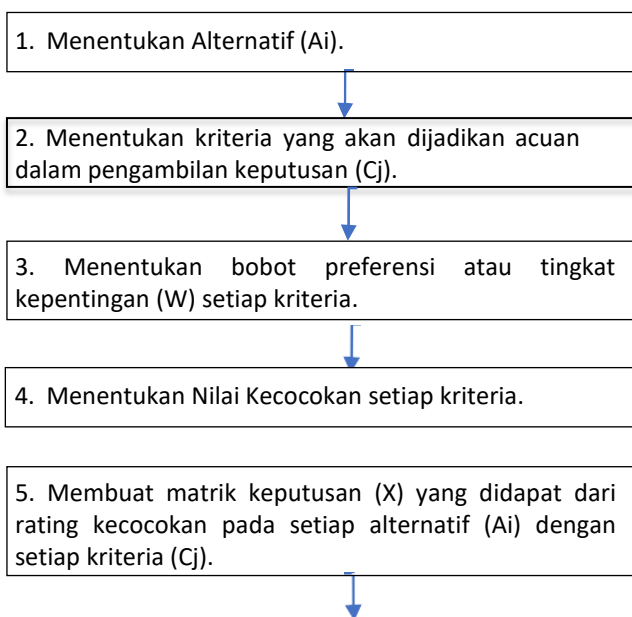 1. Menentukan Alternatif (Ai).
2. Menentukan kriteria yang akan dijadikan acuan
dalam pengambilan keputusan (Cj).
3. Menentukan bobot preferensi atau tingkat
kepentingan (W) setiap kriteria.
4. Menentukan Nilai Kecocokan setiap kriteria.
5. Membuat matrik keputusan (X) yang didapat dari
rating kecocokan pada setiap alternatif (Ai) dengan
setiap kriteria (Cj).